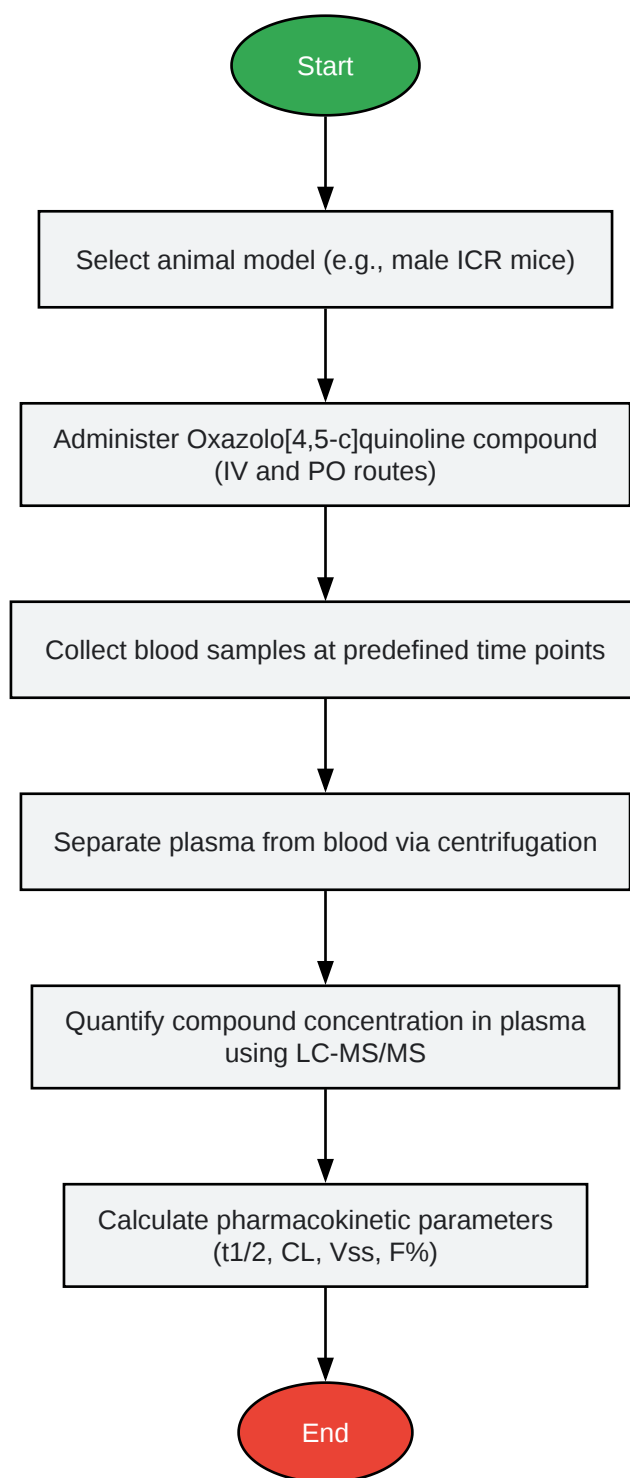 Start
Select animal model (e.g., male ICR mice)
Administer Oxazolo[4,5-c]quinoline compound
(IV and PO routes)
Collect blood samples at predefined time points
Separate plasma from blood via centrifugation
Quantify compound concentration in plasma
using LC-MS/MS
Calculate pharmacokinetic parameters
(t1/2, CL, Vss, F%)
End